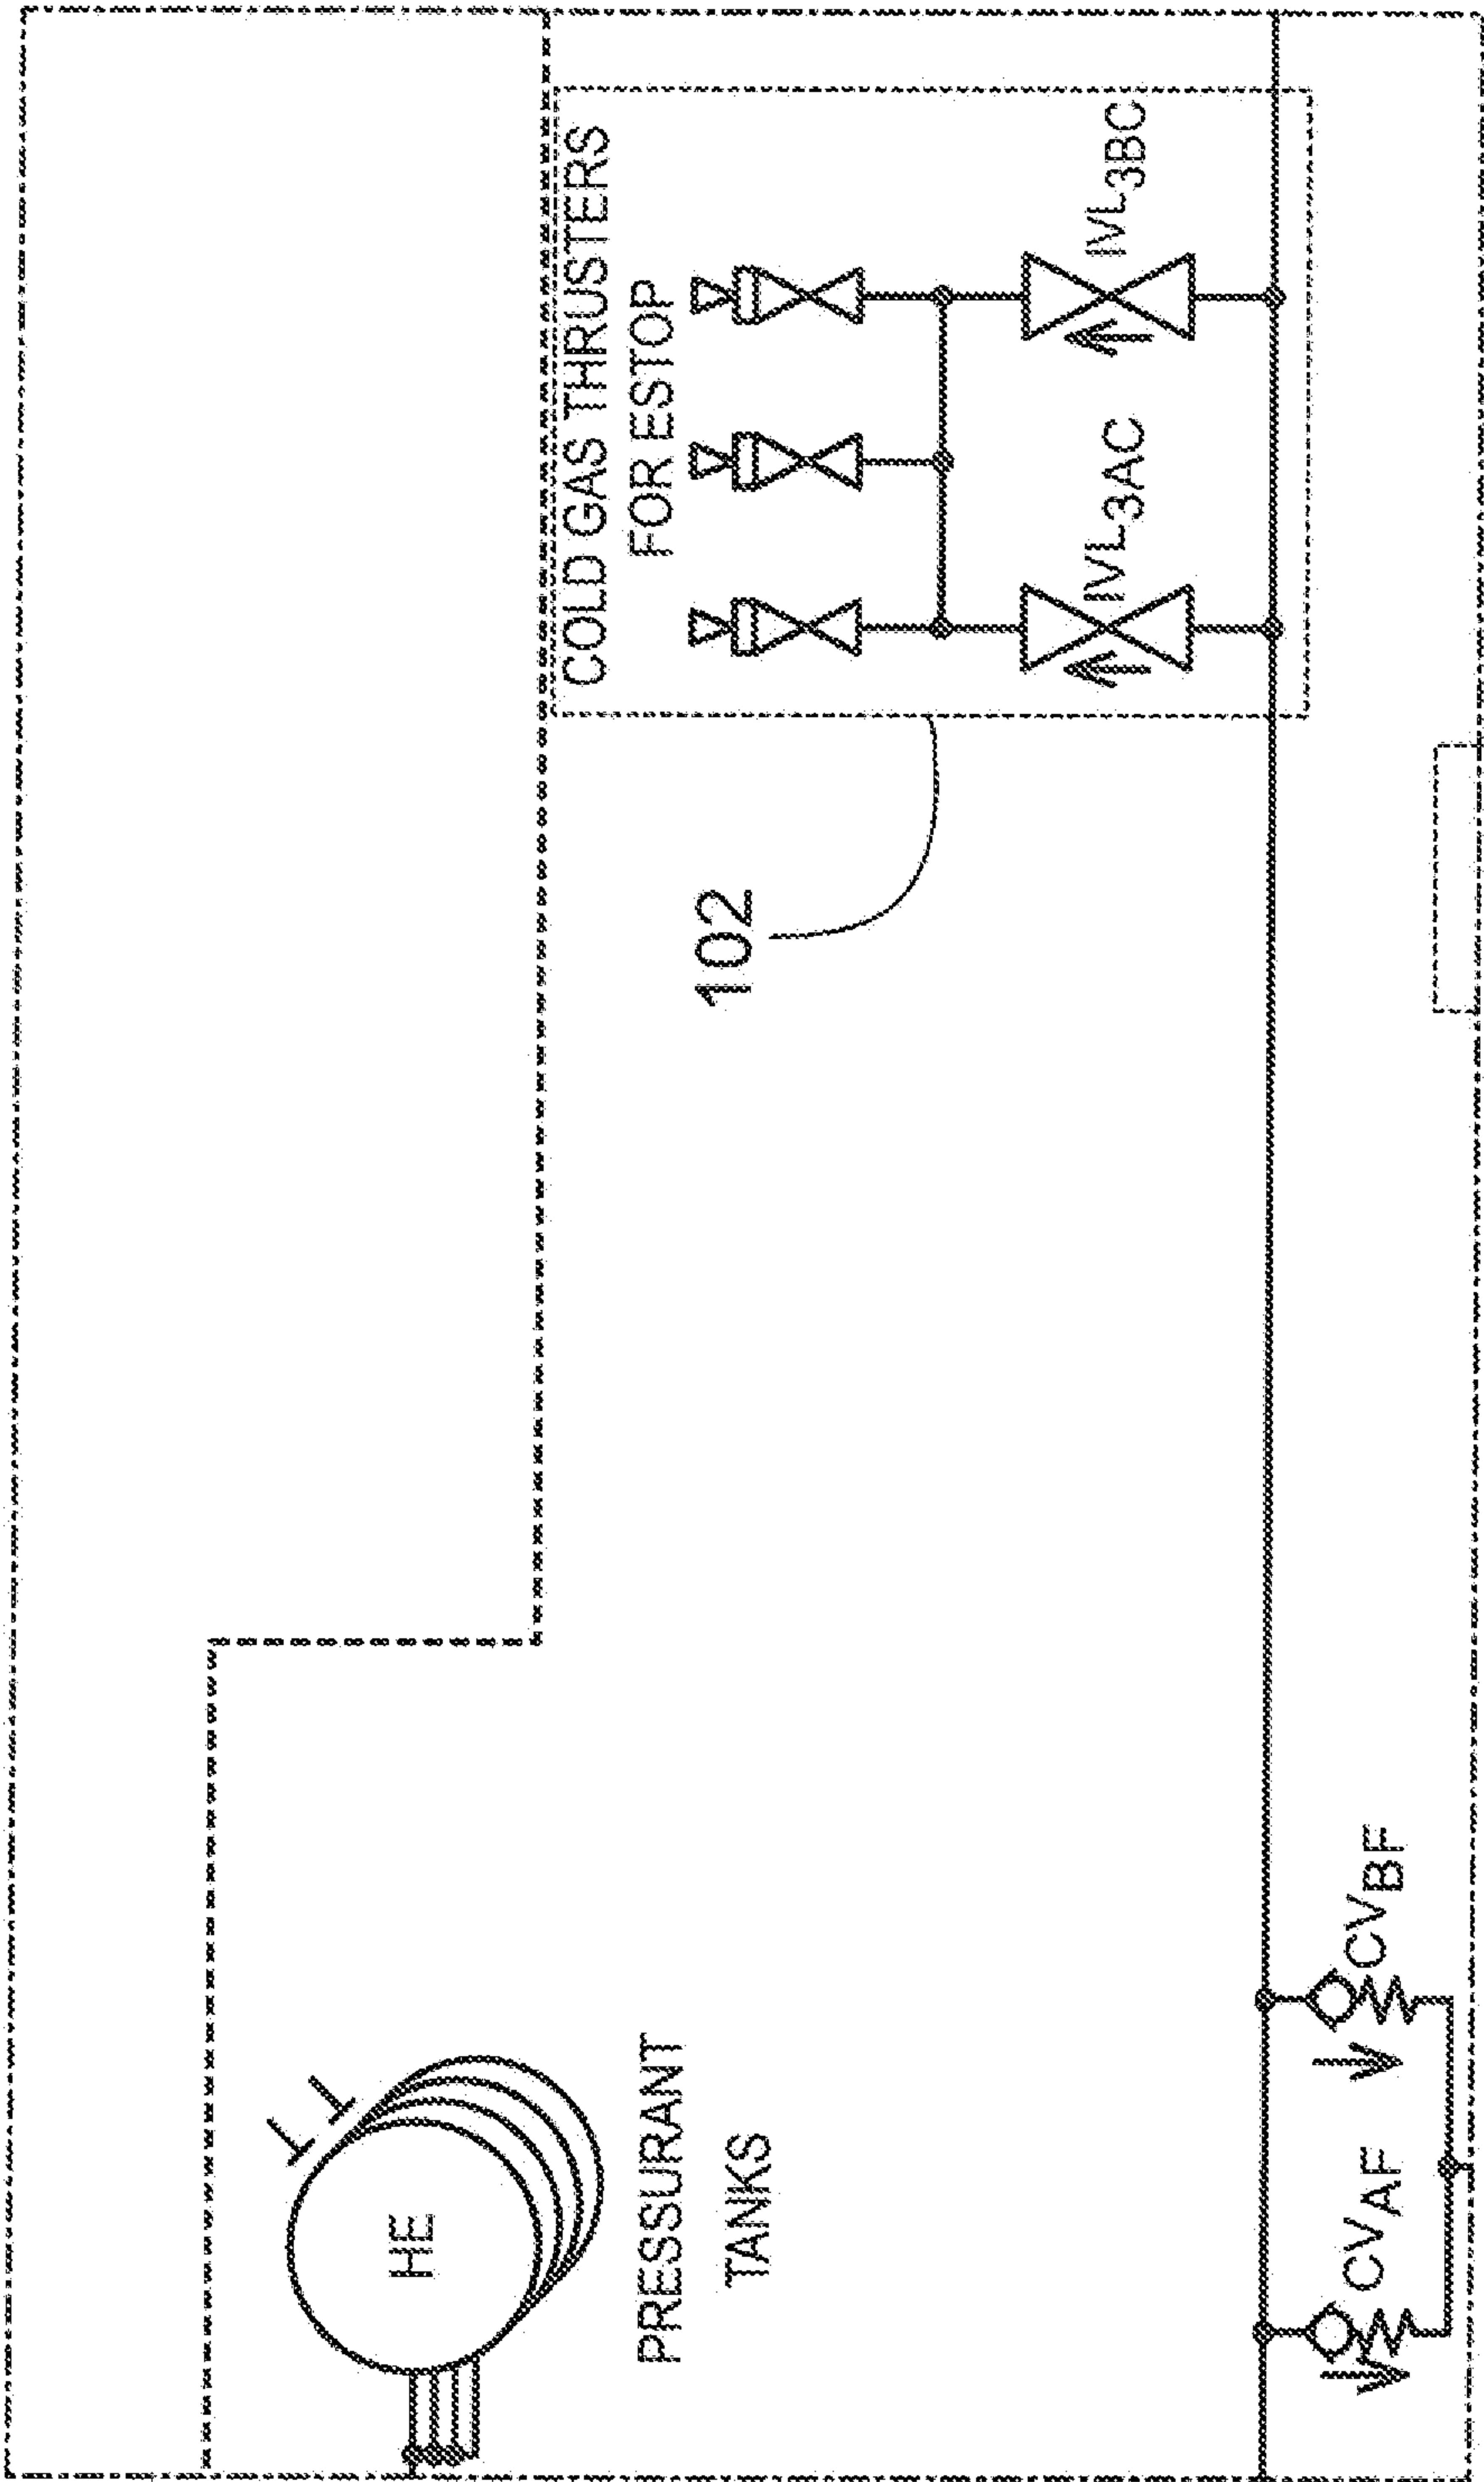 COLD GAS THRUSTERS
FOR ESTOP
IVL3AC
IVL3BC
102
HE
PRESSURANT
TANKS
CVAF
CVBF